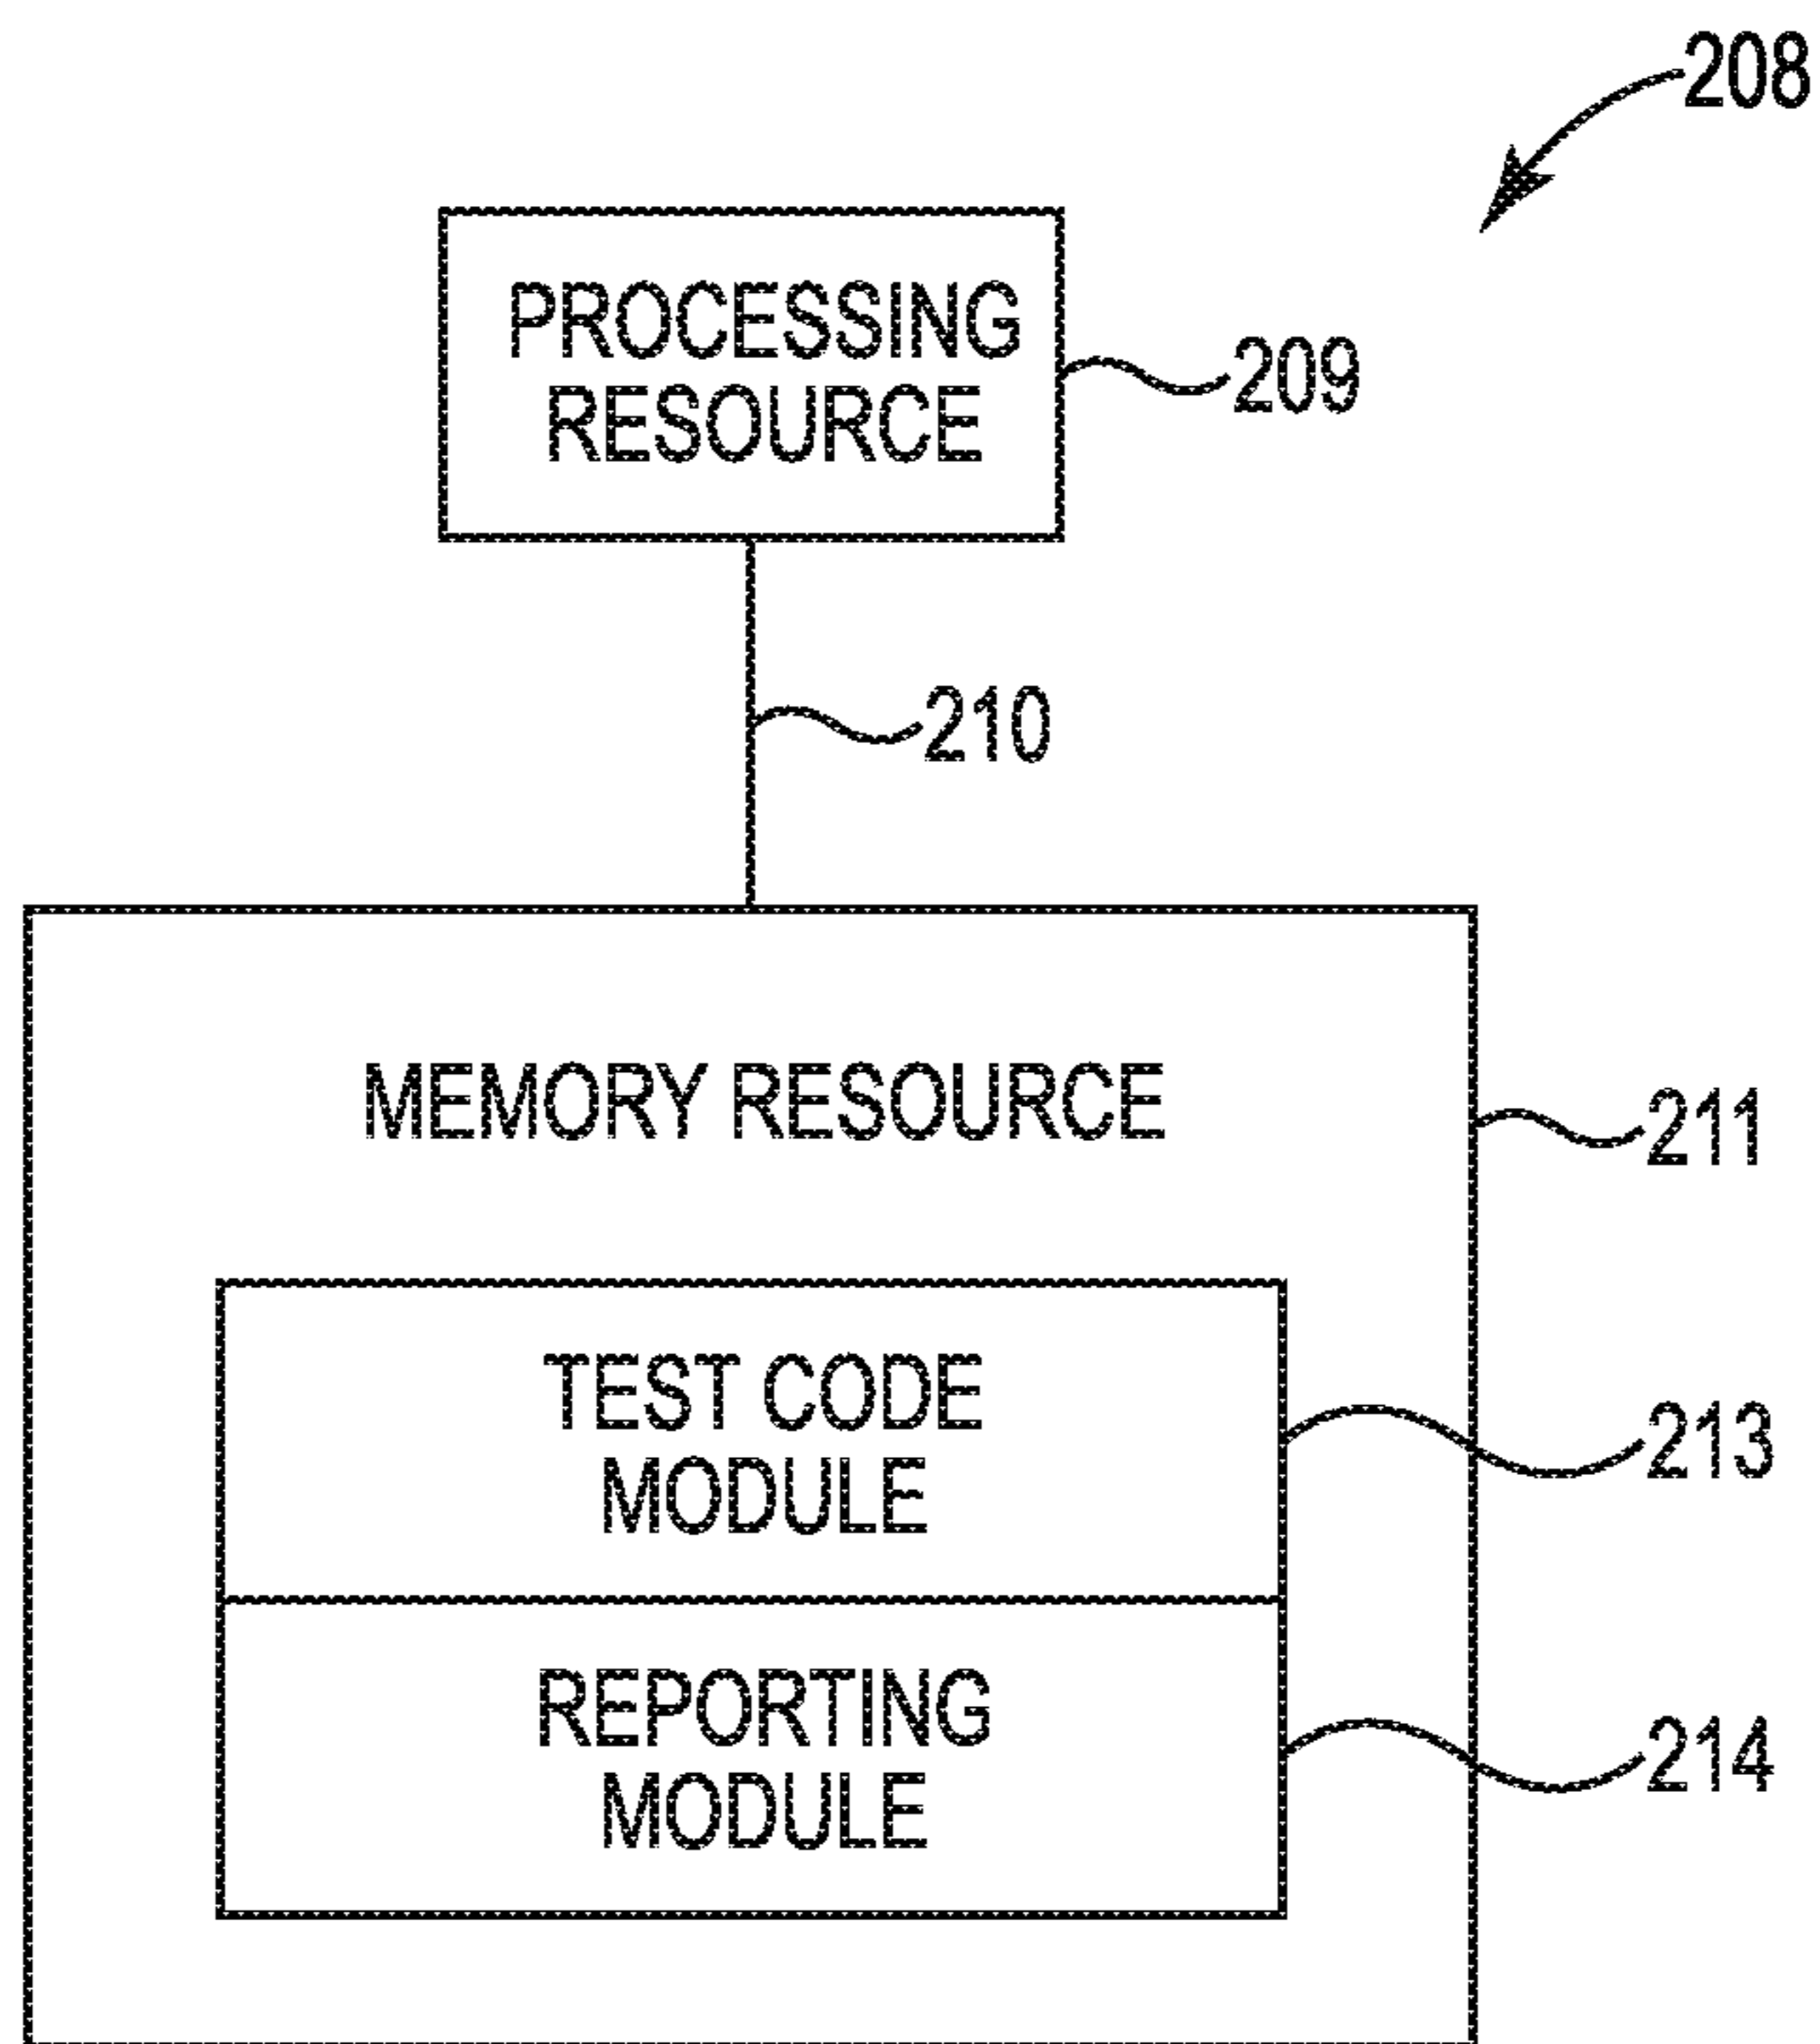 208
PROCESSING
RESOURCE
209
210
MEMORY RESOURCE
211
TEST CODE
MODULE
213
REPORTING
MODULE
214